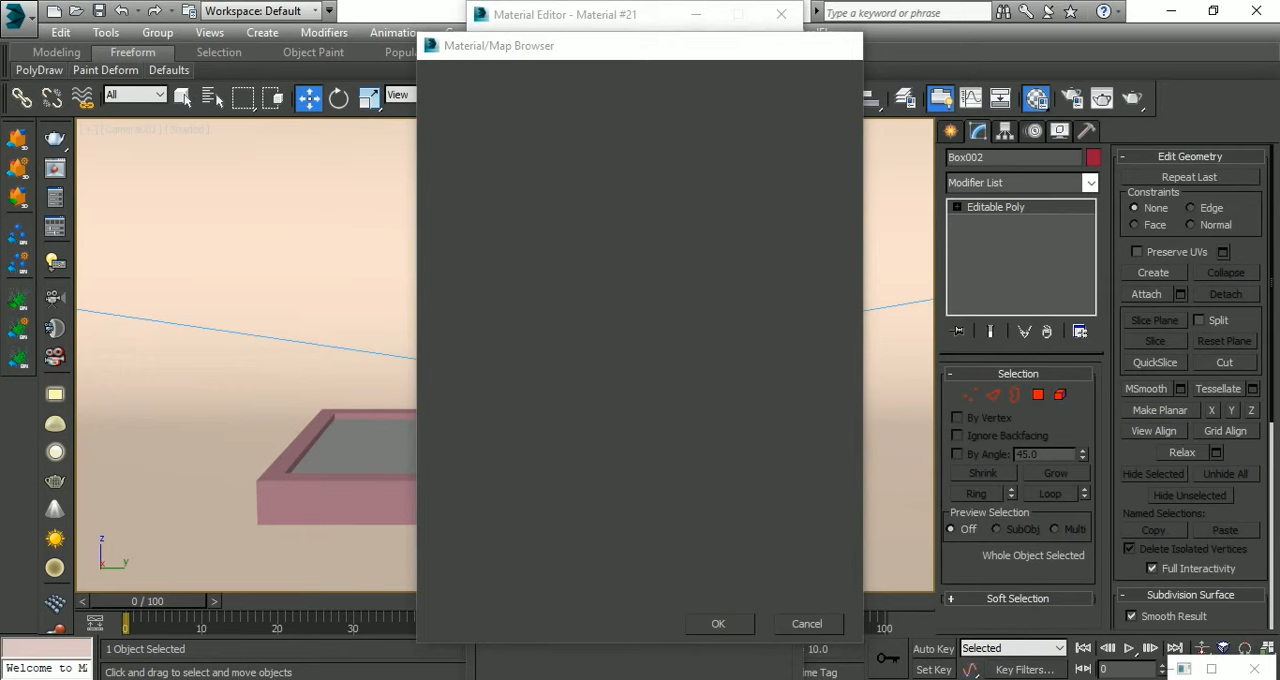 Workspace: Default
Material Editor - Material #21
Type a keyword or phrase
Edit Tools Group Views Create Modifiers Animation
Material/Map Browser
Modeling Freeform Selection Object Paint
PolyDraw Paint Deform Defaults
All
View
Box002
Modifier List
Editable Poly
Edit Geometry
Repeat Last
Constraints
None Edge
Face Normal
Preserve UVs
Create Collapse
Attach Detach
Slice Plane Split
Slice Reset Plane
QuickSlice Cut
MSmooth Tessellate
Make Planar X Y Z
View Align Grid Align
Relax
Hide Selected Unhide All
Hide Unselected
Named Selections:
Copy Paste
Delete Isolated Vertices
Full Interactivity
Subdivision Surface
Smooth Result
Selection
By Vertex
Ignore Backfacing
By Angle: 45.0
Shrink Grow
Ring Loop
Preview Selection
Off SubObj Multi
Whole Object Selected
Soft Selection
z
x y
OK Cancel
0 / 100
0 10 20 30 100
1 Object Selected
10.0
Auto Key Selected
Welcome to M
Click and drag to select and move objects
Set Key Key Filters... 0